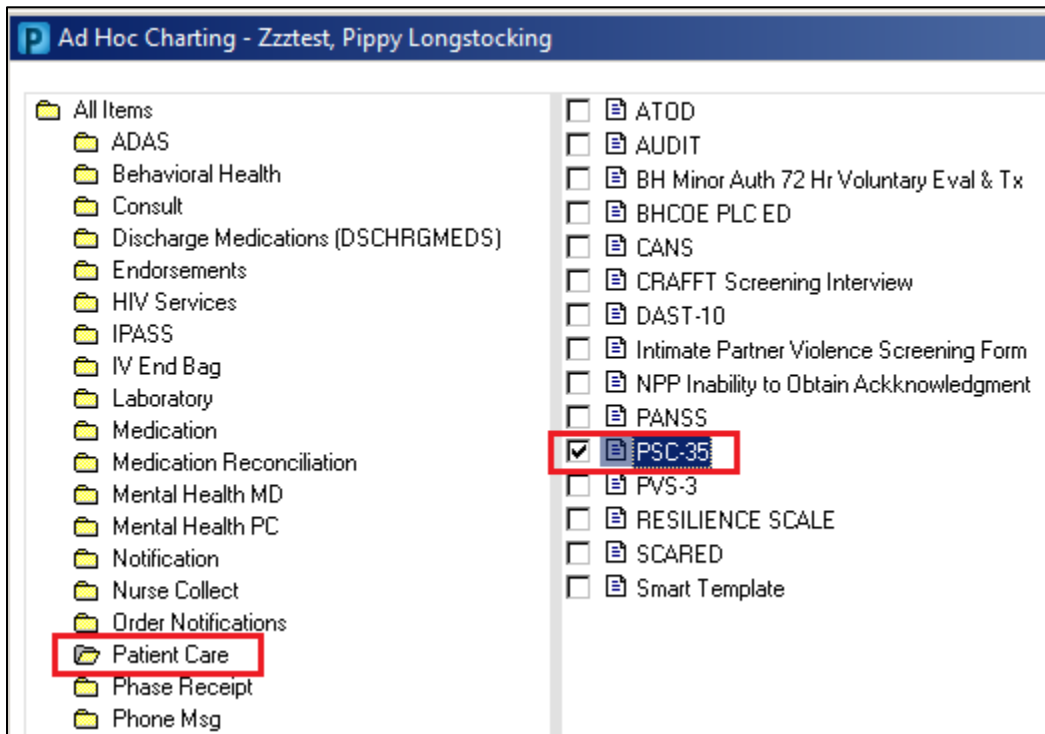 P Ad Hoc Charting - Zzztest, Pippy Longstocking
All Items
ADAS
Behavioral Health
Consult
Discharge Medications (DSCHRGMEDS)
Endorsements
HIV Services
IPASS
IV End Bag
Laboratory
Medication
Medication Reconciliation
Mental Health MD
Mental Health PC
Notification
Nurse Collect
Order Notifications
Patient Care
Phase Receipt
Phone Msg
ATOD
AUDIT
BH Minor Auth 72 Hr Voluntary Eval & Tx
BHCOE PLC ED
CANS
CRAFFT Screening Interview
DAST-10
Intimate Partner Violence Screening Form
NPP Inability to Obtain Ackknowledgment
PANSS
PSC-35
PVS-3
RESILIENCE SCALE
SCARED
Smart Template